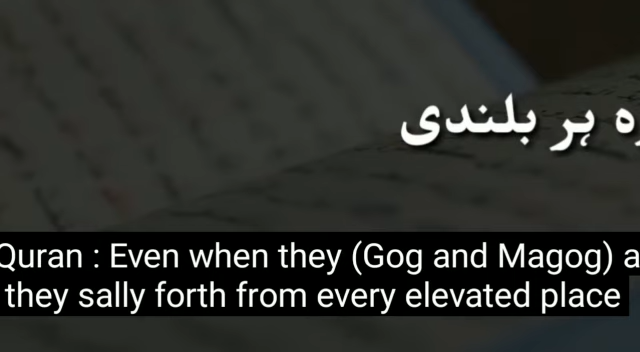 ہر بلندی
Quran : Even when they (Gog and Magog)
they sally forth from every elevated place